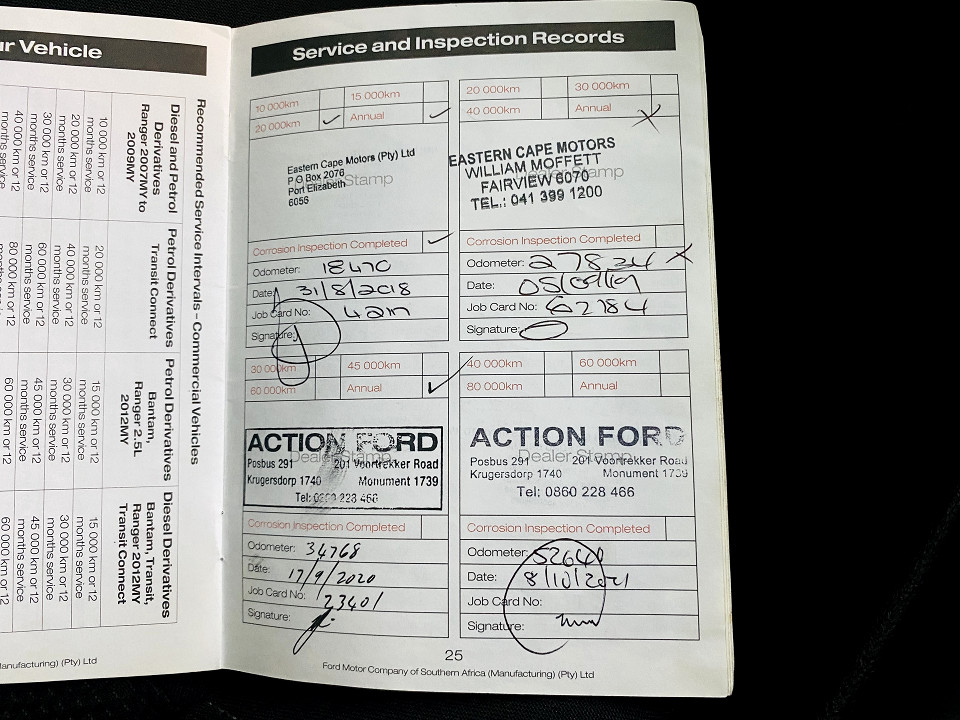 ur Vehicle
Recommended Service Intervals – Commercial Vehicles
Diesel and Petrol
Derivatives
Ranger 2007MY to
2009MY
10 000 km or 12
months service
20 000 km or 12
months service
30 000 km or 12
months service
40 000 km or 12
months service
Petrol Derivatives
Transit Connect
20 000 km or 12
months service
40 000 km or 12
months service
60 000 km or 12
months service
80 000 km or 12
months service
Petrol Derivatives
Bantam,
Ranger 2.5L
2012MY
15 000 km or 12
months service
30 000 km or 12
months service
45 000 km or 12
months service
60 000 km or 12
months service
Diesel Derivatives
Bantam, Transit,
Ranger 2012MY
Transit Connect
15 000 km or 12
months service
30 000 km or 12
months service
45 000 km or 12
months service
60 000 km or 12
months service
Manufacturing) (Pty) Ltd
Service and Inspection Records
10 000km 15 000km
20 000km Annual
Eastern Cape Motors (Pty) Ltd
P O Box 2076
Port Elizabeth
6056
Dealer Stamp
Corrosion Inspection Completed
Odometer: 18470
Date: 31/8/2018
Job Card No:
Signature:
20 000km 30 000km
40 000km Annual
EASTERN CAPE MOTORS
WILLIAM MOFFETT
FAIRVIEW 6070
TEL.: 041 399 1200
Dealer Stamp
Corrosion Inspection Completed
Odometer: 27824
Date:
Job Card No: 62784
Signature:
30 000km 45 000km
60 000km Annual
ACTION FORD
Dealer Stamp
Posbus 291 201 Voortrekker Road
Krugersdorp 1740 Monument 1739
Tel: 0860 228 466
Corrosion Inspection Completed
Odometer: 34768
Date: 17/9/2020
Job Card No: 23401
Signature:
40 000km 60 000km
80 000km Annual
ACTION FORD
Dealer Stamp
Posbus 291 201 Voortrekker Road
Krugersdorp 1740 Monument 1739
Tel: 0860 228 466
Corrosion Inspection Completed
Odometer: 52640
Date: 8/10/2021
Job Card No:
Signature:
25
Ford Motor Company of Southern Africa (Manufacturing) (Pty) Ltd